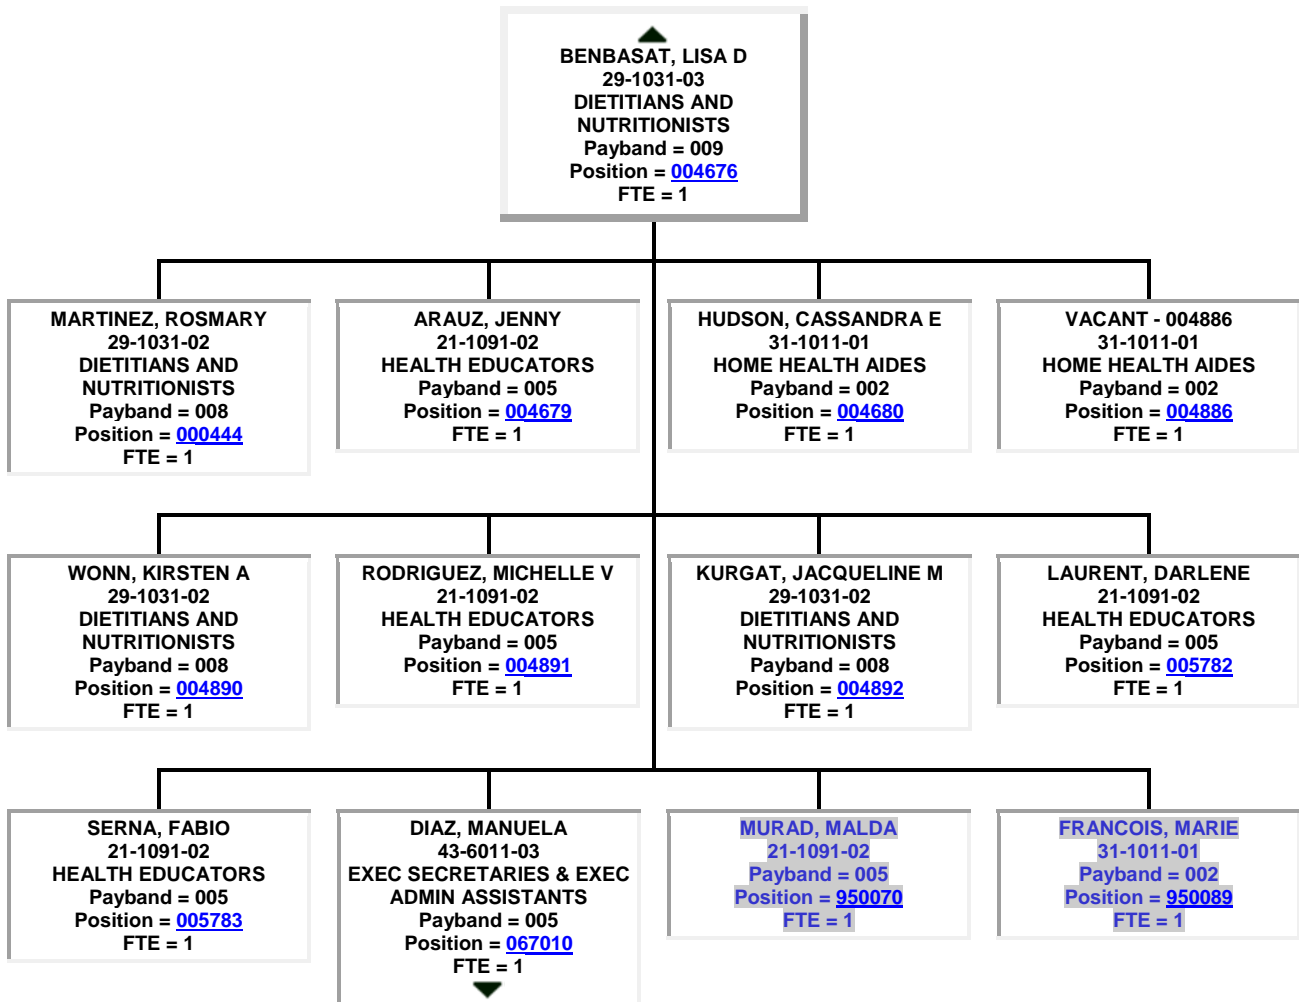 BENBASAT, LISA D
29-1031-03
DIETITIANS AND
NUTRITIONISTS
Payband = 009
Position = 004676
FTE = 1
MARTINEZ, ROSMARY
29-1031-02
DIETITIANS AND
NUTRITIONISTS
Payband = 008
Position = 000444
FTE = 1
ARAUZ, JENNY
21-1091-02
HEALTH EDUCATORS
Payband = 005
Position = 004679
FTE = 1
HUDSON, CASSANDRA E
31-1011-01
HOME HEALTH AIDES
Payband = 002
Position = 004680
FTE = 1
VACANT - 004886
31-1011-01
HOME HEALTH AIDES
Payband = 002
Position = 004886
FTE = 1
WONN, KIRSTEN A
29-1031-02
DIETITIANS AND
NUTRITIONISTS
Payband = 008
Position = 004890
FTE = 1
RODRIGUEZ, MICHELLE V
21-1091-02
HEALTH EDUCATORS
Payband = 005
Position = 004891
FTE = 1
KURGAT, JACQUELINE M
29-1031-02
DIETITIANS AND
NUTRITIONISTS
Payband = 008
Position = 004892
FTE = 1
LAURENT, DARLENE
21-1091-02
HEALTH EDUCATORS
Payband = 005
Position = 005782
FTE = 1
SERNA, FABIO
21-1091-02
HEALTH EDUCATORS
Payband = 005
Position = 005783
FTE = 1
DIAZ, MANUELA
43-6011-03
EXEC SECRETARIES & EXEC
ADMIN ASSISTANTS
Payband = 005
Position = 067010
FTE = 1
MURAD, MALDA
21-1091-02
Payband = 005
Position = 950070
FTE = 1
FRANCOIS, MARIE
31-1011-01
Payband = 002
Position = 950089
FTE = 1